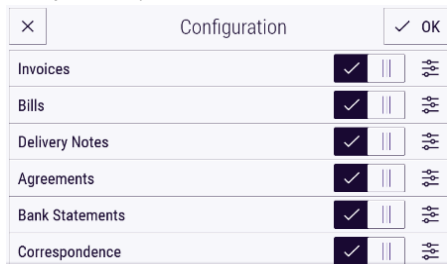 Configuration
OK
Invoices
Bills
Delivery Notes
Agreements
Bank Statements
Correspondence